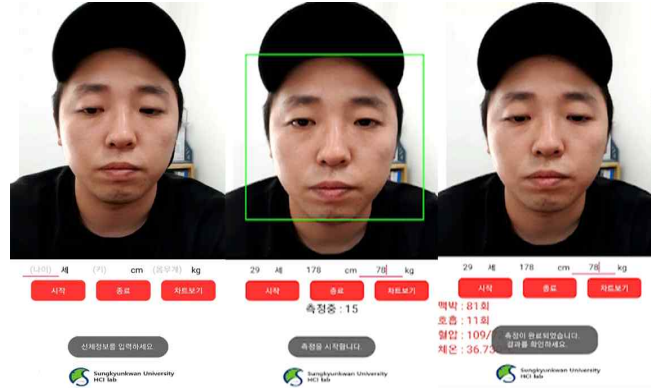 (나이) 세 (키) cm (몸무게) kg
시작 종료 차트보기
신체정보를 입력하세요.
Sungkyunkwan University
HCI lab
29 세 178 cm 78 kg
시작 종료 차트보기
측정중 : 15
측정을 시작합니다.
Sungkyunkwan University
HCI lab
29 세 178 cm 78 kg
시작 종료 차트보기
맥박 : 81회
호흡 : 11회
혈압 : 109/
체온 : 36.73
측정이 완료되었습니다.
결과를 확인하세요.
Sungkyunkwan University
HCI lab